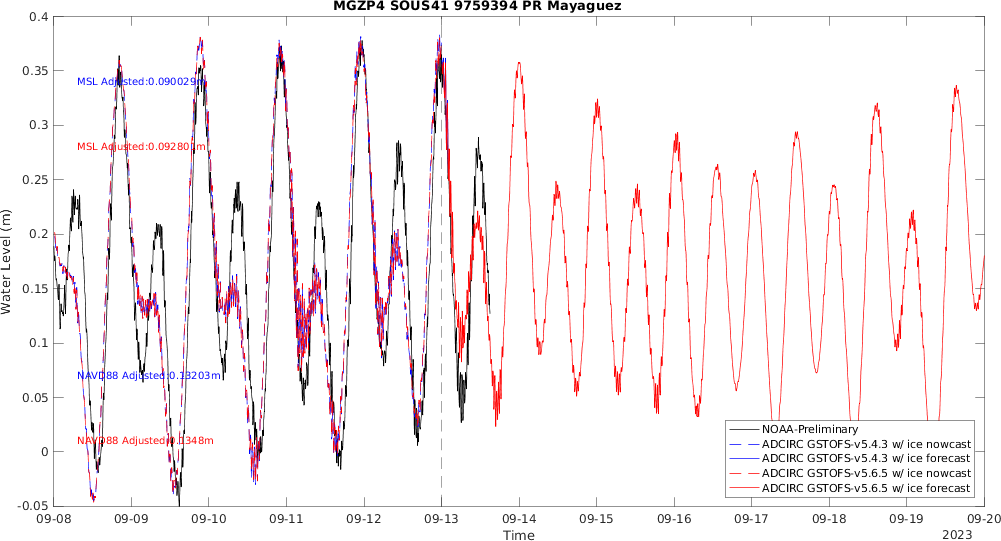 MGZP4 SOUS41 9759394 PR Mayaguez
0.4
0.35
0.3
0.25
0.2
0.15
0.1
0.05
0
-0.05
Water Level (m)
MSL Adjusted:0.090029m
MSL Adjusted:0.09280
NAVD88 Adjusted:0.13203m
NAVD88 Adjusted:0.1348m
NOAA-Preliminary
ADCIRC GSTOFS-v5.4.3 w/ ice nowcast
ADCIRC GSTOFS-v5.4.3 w/ ice forecast
ADCIRC GSTOFS-v5.6.5 w/ ice nowcast
ADCIRC GSTOFS-v5.6.5 w/ ice forecast
09-08 09-09 09-10 09-11 09-12 09-13 09-14 09-15 09-16 09-17 09-18 09-19 09-20
Time
2023